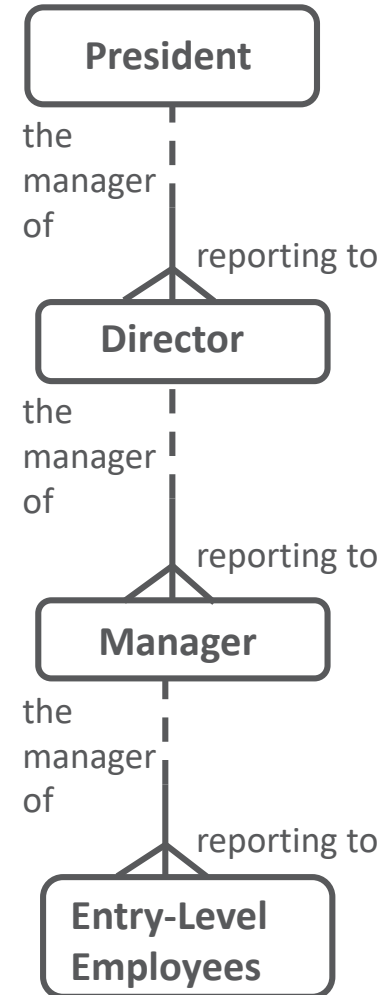 President
the
manager
of
reporting to
Director
the
manager
of
reporting to
Manager
the
manager
of
reporting to
Entry-Level
Employees